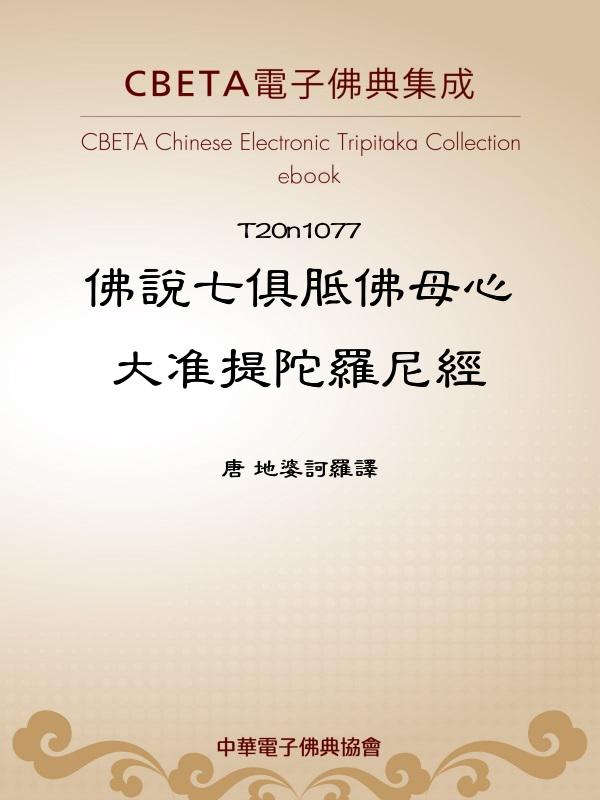 CBETA電子佛典集成
CBETA Chinese Electronic Tripitaka Collection
ebook
T20n1077
佛說七俱胝佛母心
大准提陀羅尼經
唐 地婆訶羅譯
中華電子佛典協會